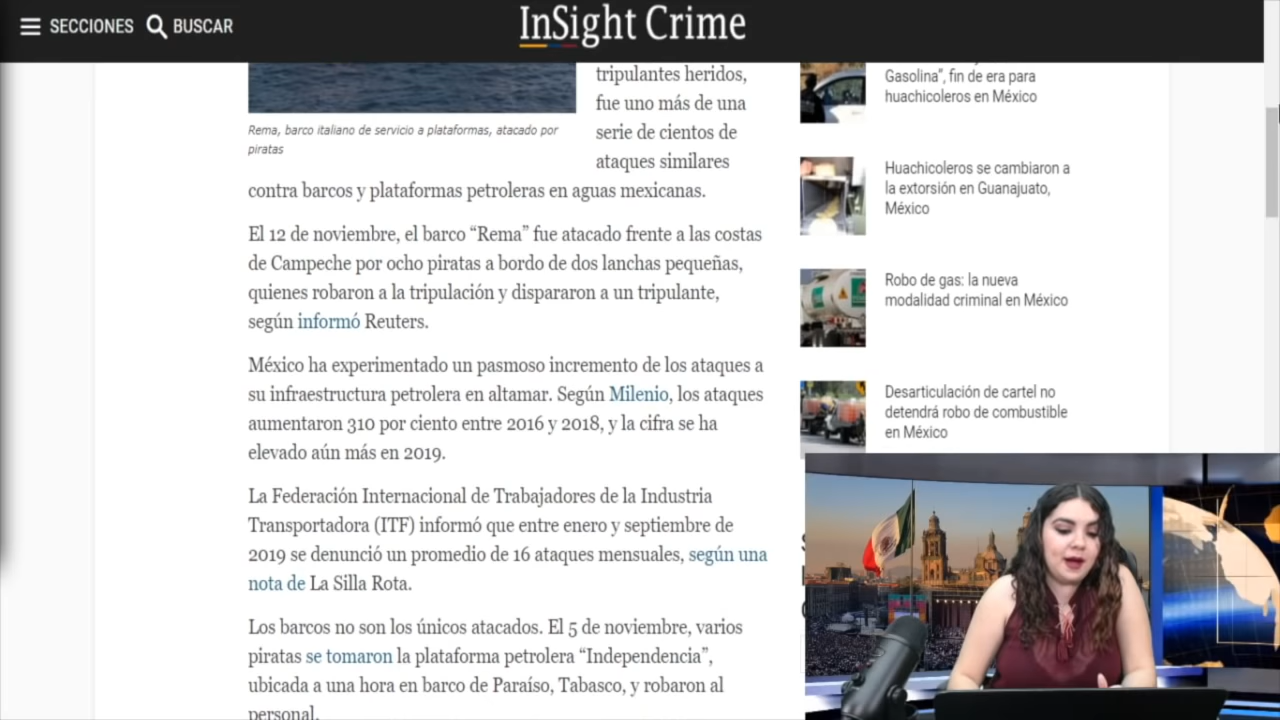 SECCIONES BUSCAR
InSight Crime
tripulantes heridos,
fue uno más de una
serie de cientos de
ataques similares
Rema, barco italiano de servicio a plataformas, atacado por
piratas
contra barcos y plataformas petroleras en aguas mexicanas.
El 12 de noviembre, el barco “Rema” fue atacado frente a las costas
de Campeche por ocho piratas a bordo de dos lanchas pequeñas,
quienes robaron a la tripulación y dispararon a un tripulante,
según informó Reuters.
México ha experimentado un pasmoso incremento de los ataques a
su infraestructura petrolera en altamar. Según Milenio, los ataques
aumentaron 310 por ciento entre 2016 y 2018, y la cifra se ha
elevado aún más en 2019.
La Federación Internacional de Trabajadores de la Industria
Transportadora (ITF) informó que entre enero y septiembre de
2019 se denunció un promedio de 16 ataques mensuales, según una
nota de La Silla Rota.
Los barcos no son los únicos atacados. El 5 de noviembre, varios
piratas se tomaron la plataforma petrolera “Independencia”,
ubicada a una hora en barco de Paraíso, Tabasco, y robaron al
personal.
Gasolina”, fin de era para
huachicoleros en México
Huachicoleros se cambiaron a
la extorsión en Guanajuato,
México
Robo de gas: la nueva
modalidad criminal en México
Desarticulación de cartel no
detendrá robo de combustible
en México